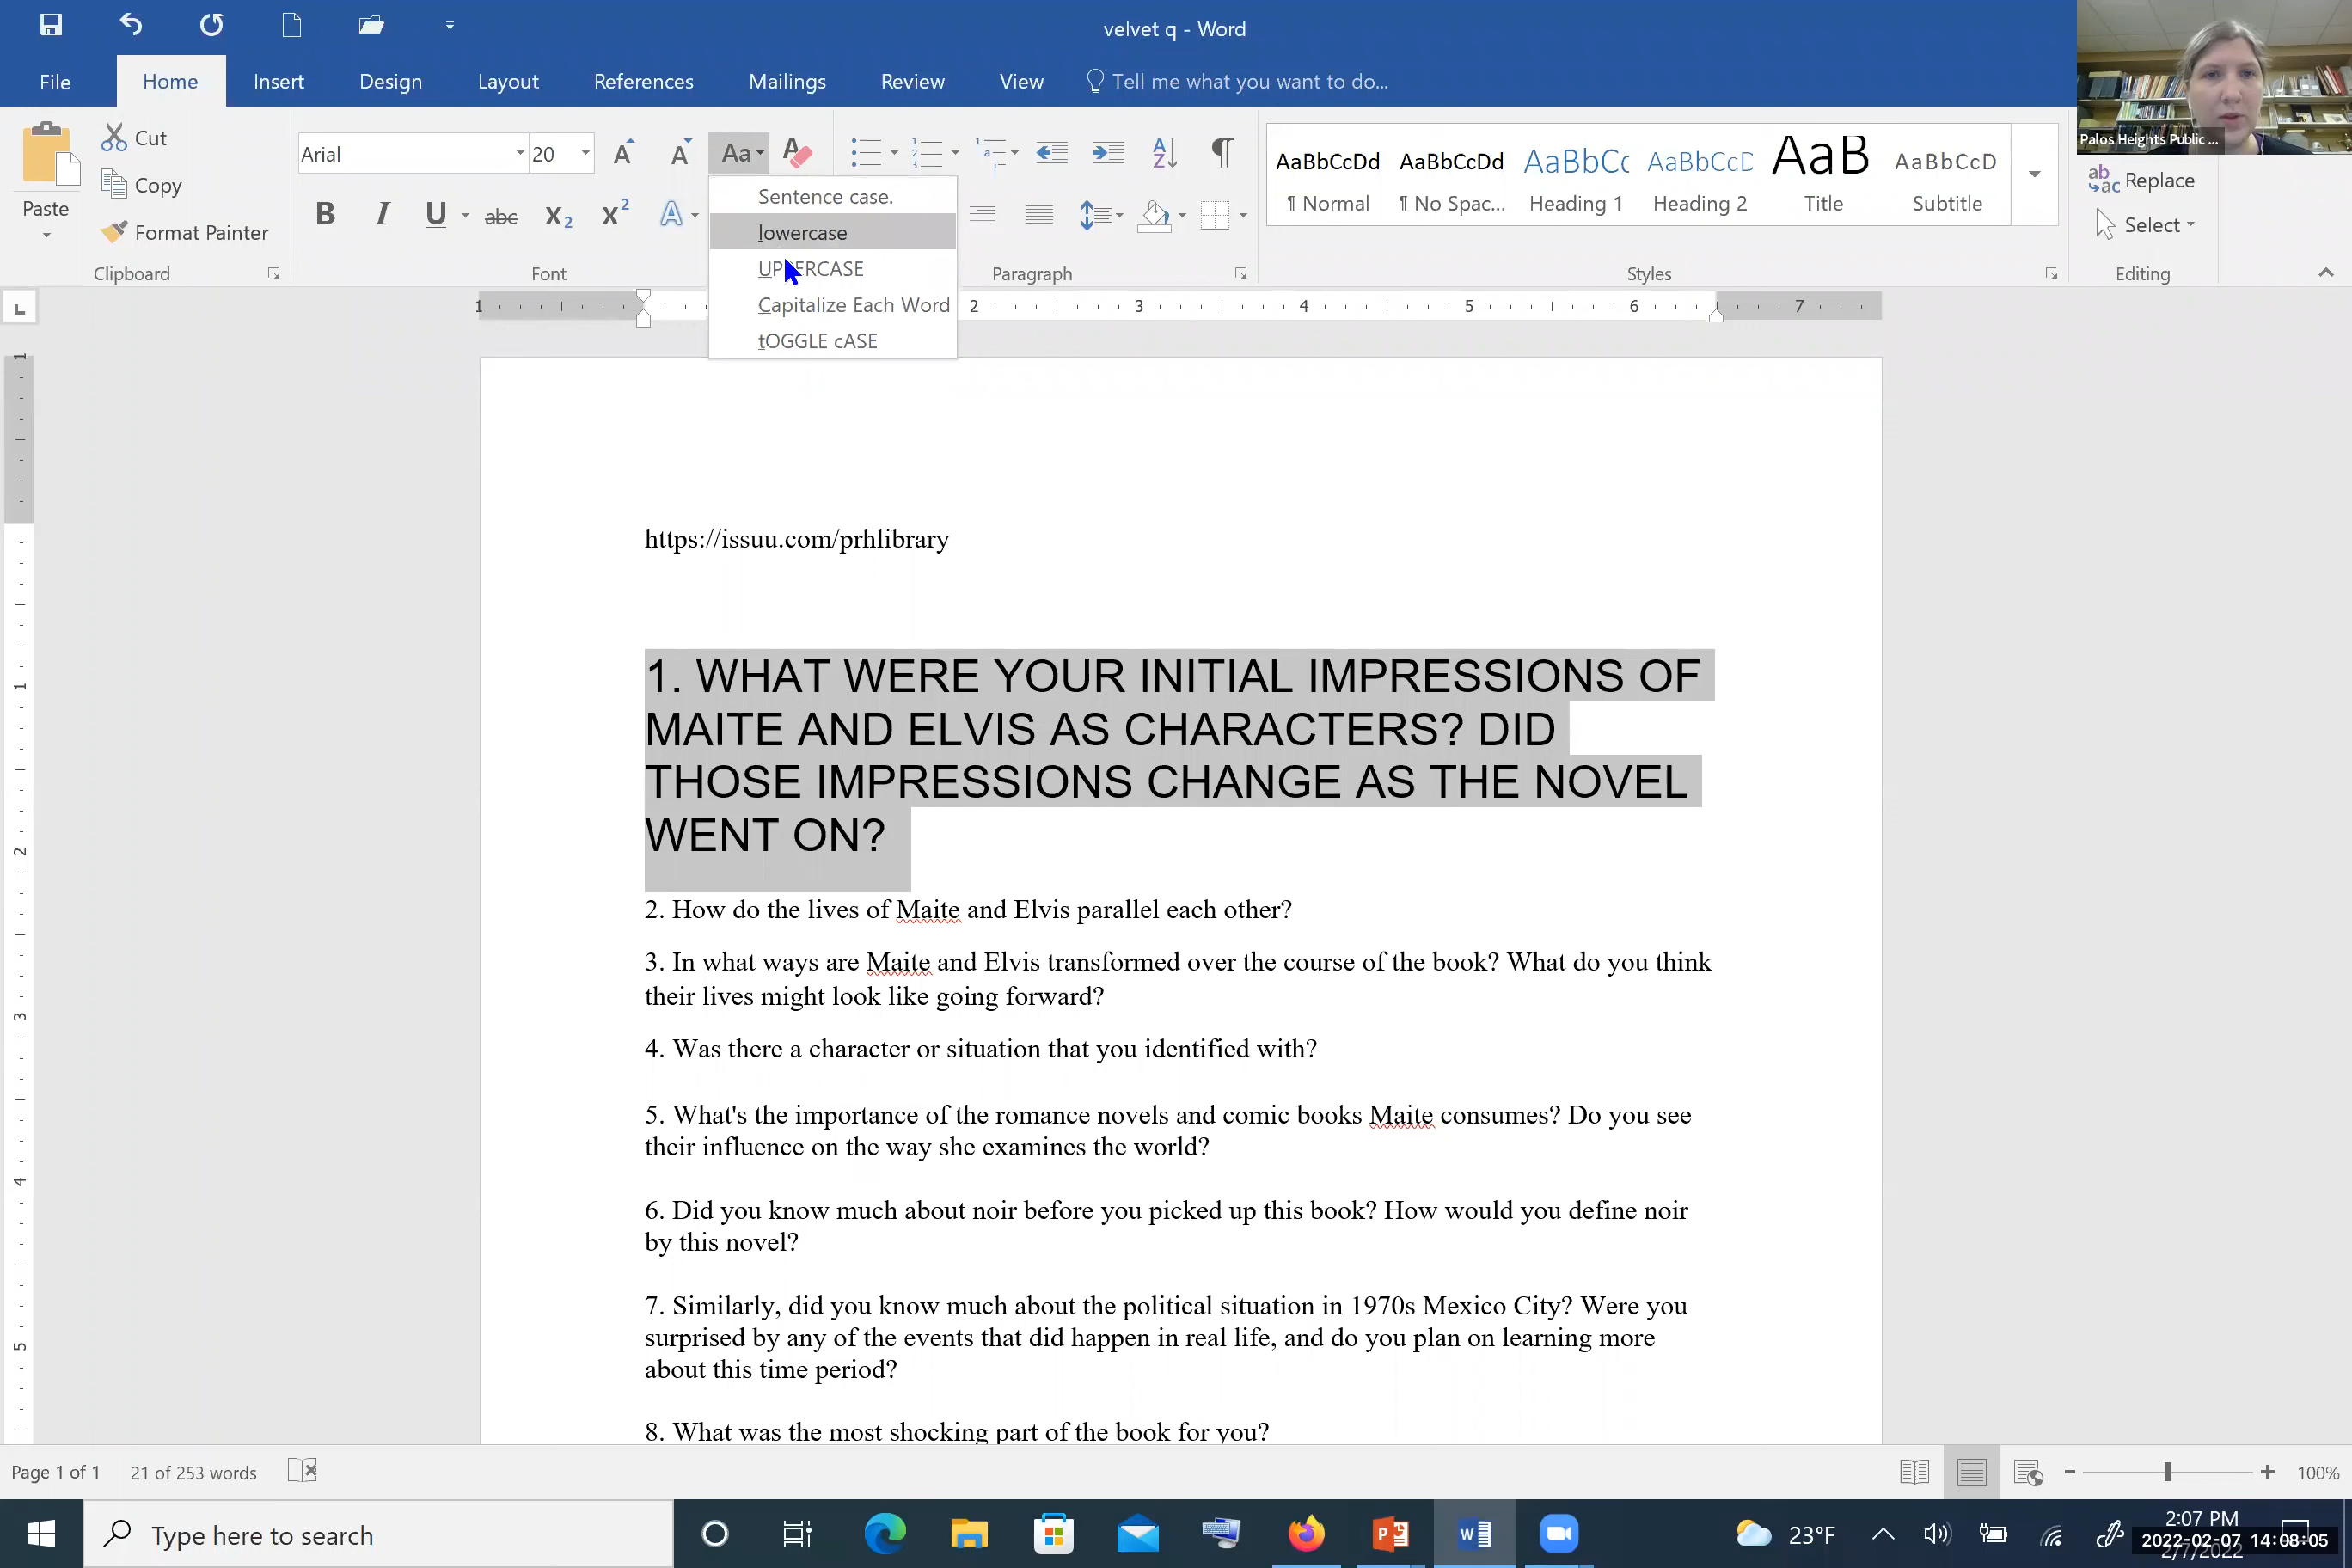 velvet q - Word
Palos Heights Public ...
File
Home
Insert
Design
Layout
References
Mailings
Review
View
Tell me what you want to do...
Paste
Cut
Copy
Format Painter
Clipboard
Arial
20
Aa
Font
Sentence case.
lowercase
UPPERCASE
Capitalize Each Word
tOGGLE cASE
Paragraph
AaBbCcDd
¶ Normal
AaBbCcDd
¶ No Spac...
AaBbCc
Heading 1
AaBbCcD
Heading 2
AaB
Title
AaBbCcD
Subtitle
Styles
Replace
Select
Editing
1 2 3 4 5 6 7
https://issuu.com/prhlibrary
1. WHAT WERE YOUR INITIAL IMPRESSIONS OF
MAITE AND ELVIS AS CHARACTERS? DID
THOSE IMPRESSIONS CHANGE AS THE NOVEL
WENT ON?
2. How do the lives of Maite and Elvis parallel each other?
3. In what ways are Maite and Elvis transformed over the course of the book? What do you think
their lives might look like going forward?
4. Was there a character or situation that you identified with?
5. What's the importance of the romance novels and comic books Maite consumes? Do you see
their influence on the way she examines the world?
6. Did you know much about noir before you picked up this book? How would you define noir
by this novel?
7. Similarly, did you know much about the political situation in 1970s Mexico City? Were you
surprised by any of the events that did happen in real life, and do you plan on learning more
about this time period?
8. What was the most shocking part of the book for you?
Page 1 of 1
21 of 253 words
100%
Type here to search
23°F
2:07 PM
2022-02-07 14:08:05
2/7/2022